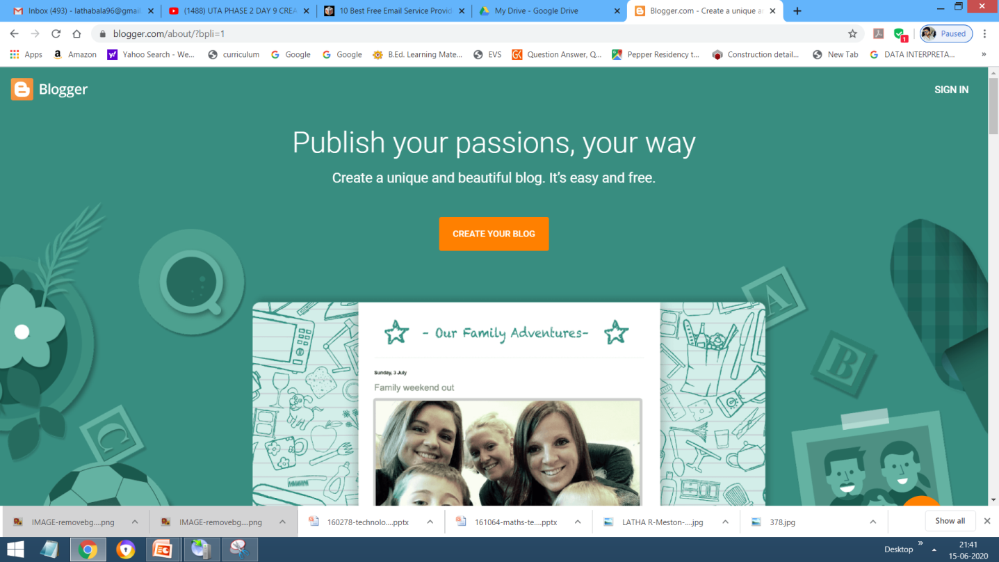 Inbox (493) - lathabala96@gmail.
(1488) UTA PHASE 2 DAY 9 CREA
10 Best Free Email Service Provid
My Drive - Google Drive
Blogger.com - Create a unique a
blogger.com/about/?bpli=1
1
Paused
Apps
Amazon
Yahoo Search - We...
curriculum
Google
Google
B.Ed. Learning Mate...
EVS
Question Answer, Q...
Pepper Residency t...
Construction detail...
New Tab
DATA INTERPRETA...
»
Blogger
SIGN IN
Publish your passions, your way
Create a unique and beautiful blog. It’s easy and free.
CREATE YOUR BLOG
A
B
C
- Our Family Adventures-
Sunday, 3 July
Family weekend out
IMAGE-removebg....png
IMAGE-removebg....png
160278-technolo....pptx
161064-maths-te....pptx
LATHA R-Meston-....jpg
378.jpg
Show all
Desktop
»
21:41
15-06-2020